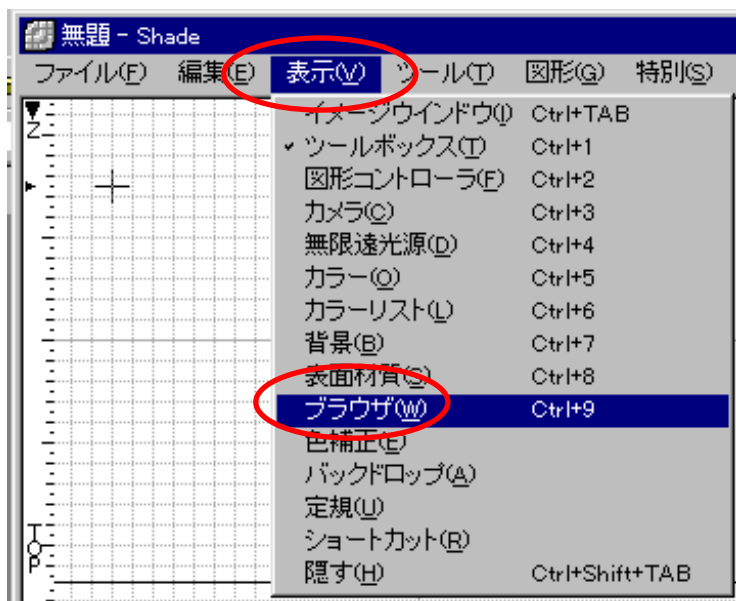 無題 - Shade
ファイル(F) 編集(E) 表示(V) ツール(T) 図形(G) 特別(S)
イメージウインドウ(I) Ctrl+TAB
✓ ツールボックス(T) Ctrl+1
図形コントローラ(F) Ctrl+2
カメラ(C) Ctrl+3
無限遠光源(D) Ctrl+4
カラー(O) Ctrl+5
カラーリスト(L) Ctrl+6
背景(B) Ctrl+7
表面材質(S) Ctrl+8
ブラウザ(W) Ctrl+9
色補正(E)
バックドロップ(A)
定規(U)
ショートカット(R)
隠す(H) Ctrl+Shift+TAB
Z
TOP